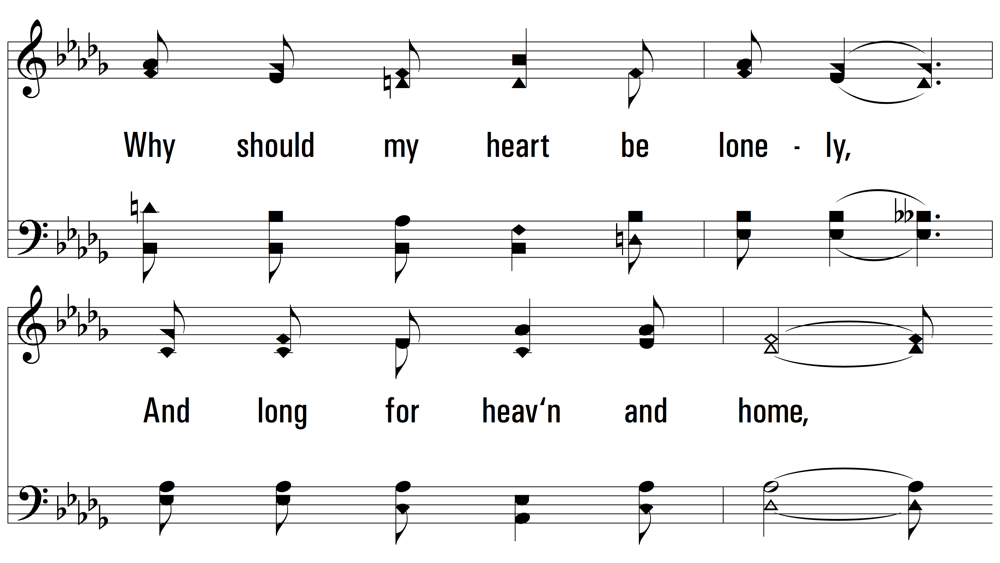 Why should my heart be lone - ly,
And long for heav‘n and home,